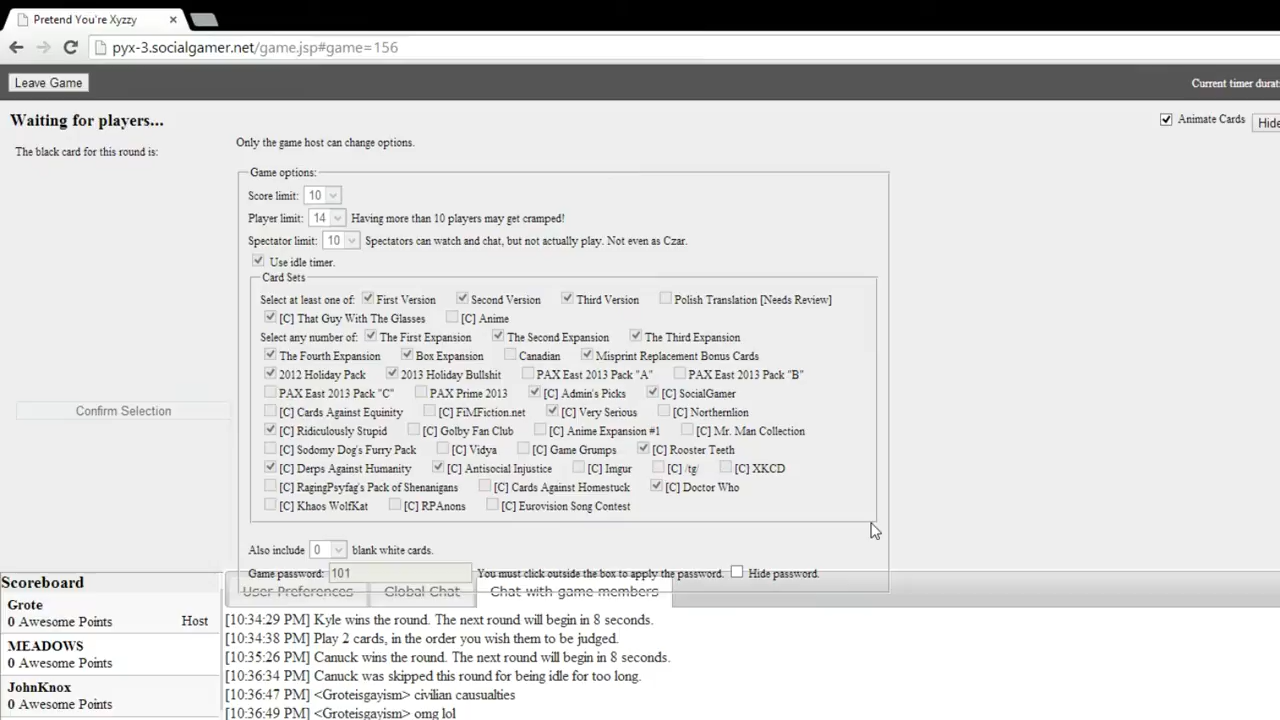 Pretend You're Xyzzy
pyx-3.socialgamer.net/game.jsp#game=156
Leave Game
Current timer durat
Waiting for players...
Animate Cards
Hide
The black card for this round is:
Only the game host can change options.
Game options:
Score limit: 10
Player limit: 14 Having more than 10 players may get cramped!
Spectator limit: 10 Spectators can watch and chat, but not actually play. Not even as Czar.
Use idle timer.
Card Sets
Select at least one of: First Version Second Version Third Version Polish Translation [Needs Review]
[C] That Guy With The Glasses [C] Anime
Select any number of: The First Expansion The Second Expansion The Third Expansion
The Fourth Expansion Box Expansion Canadian Misprint Replacement Bonus Cards
2012 Holiday Pack 2013 Holiday Bullshit PAX East 2013 Pack "A" PAX East 2013 Pack "B"
PAX East 2013 Pack "C" PAX Prime 2013 [C] Admin's Picks [C] SocialGamer
Confirm Selection
[C] Cards Against Equinity [C] FiMFiction.net [C] Very Serious [C] Northernlion
[C] Ridiculously Stupid [C] Golby Fan Club [C] Anime Expansion #1 [C] Mr. Man Collection
[C] Sodomy Dog's Furry Pack [C] Vidya [C] Game Grumps [C] Rooster Teeth
[C] Derps Against Humanity [C] Antisocial Injustice [C] Imgur [C] /tg/ [C] XKCD
[C] RagingPsyfag's Pack of Shenanigans [C] Cards Against Homestuck [C] Doctor Who
[C] Khaos WolfKat [C] RPAnons [C] Eurovision Song Contest
Also include 0 blank white cards.
Game password: 101 You must click outside the box to apply the password. Hide password.
User Preferences Global Chat Chat with game members
Scoreboard
Grote
0 Awesome Points Host
MEADOWS
0 Awesome Points
JohnKnox
0 Awesome Points
[10:34:29 PM] Kyle wins the round. The next round will begin in 8 seconds.
[10:34:38 PM] Play 2 cards, in the order you wish them to be judged.
[10:35:26 PM] Canuck wins the round. The next round will begin in 8 seconds.
[10:36:34 PM] Canuck was skipped this round for being idle for too long.
[10:36:47 PM] <Groteisgayism> civilian causualties
[10:36:49 PM] <Groteisgayism> omg lol